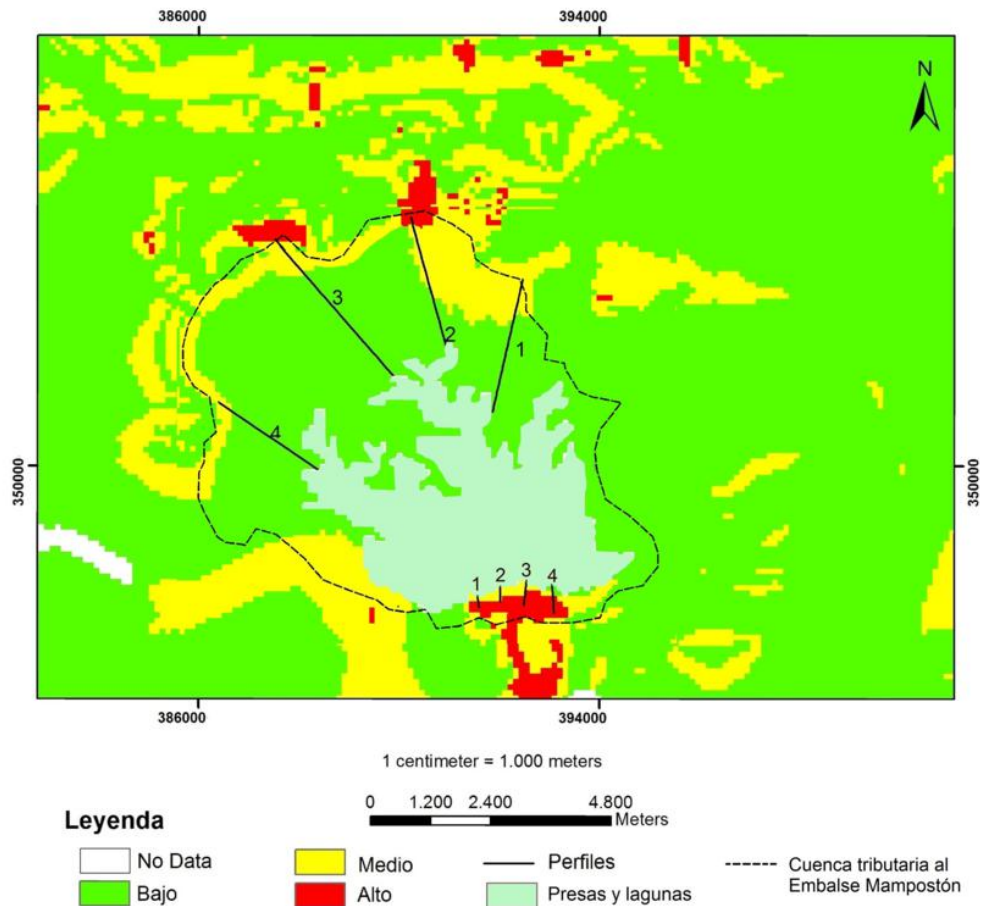 386000 394000
N
3
2
1
4
350000 350000
1 2 3 4
386000 394000
1 centimeter = 1.000 meters
0 1.200 2.400 4.800
Meters
Leyenda
No Data Medio Perfiles Cuenca tributaria al
Bajo Alto Presas y lagunas Embalse Mampostón